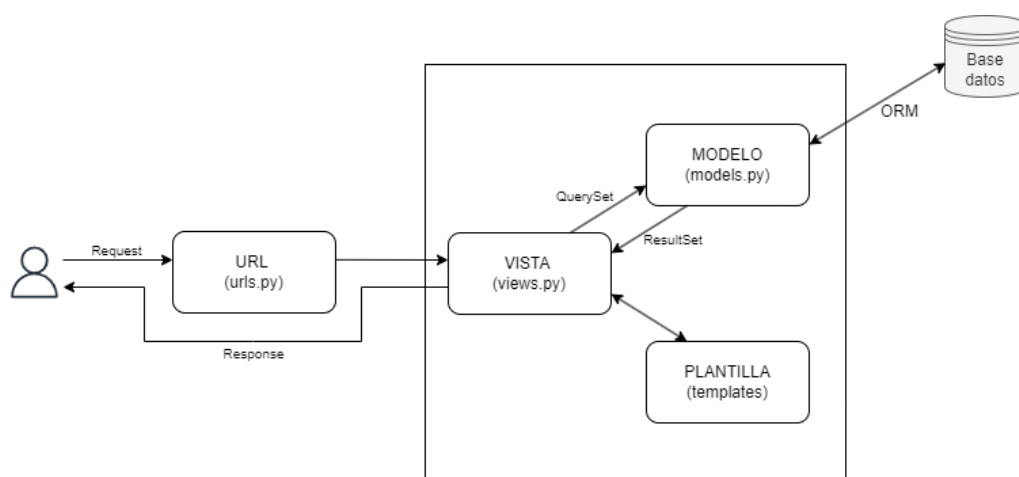 Base
datos
ORM
MODELO
(models.py)
QuerySet
ResultSet
Request
URL
(urls.py)
VISTA
(views.py)
Response
PLANTILLA
(templates)